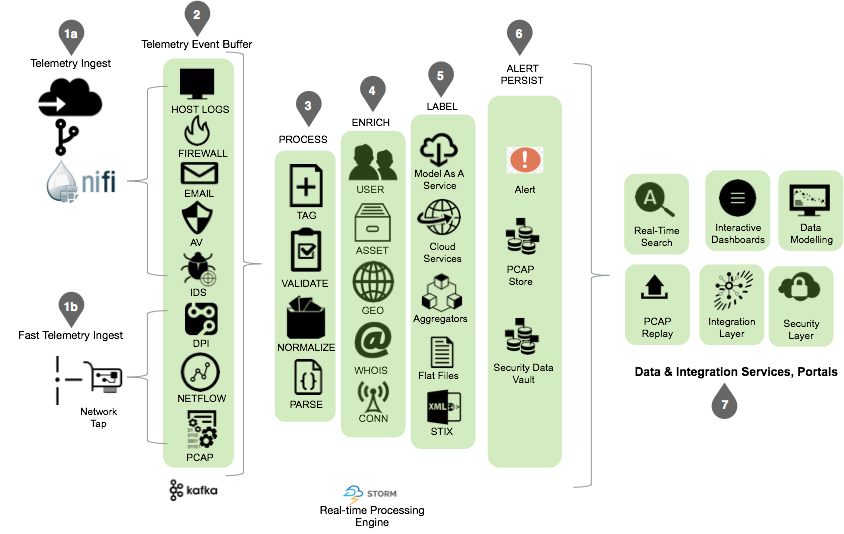 1a
Telemetry Ingest
nifi
1b
Fast Telemetry Ingest
Network
Tap
2
Telemetry Event Buffer
HOST LOGS
FIREWALL
EMAIL
AV
IDS
DPI
NETFLOW
PCAP
kafka
3
PROCESS
TAG
VALIDATE
NORMALIZE
{}
PARSE
4
ENRICH
USER
ASSET
GEO
@
WHOIS
CONN
5
LABEL
Model As A
Service
Cloud
Services
Aggregators
Flat Files
XML
STIX
STORM
Real-time Processing
Engine
6
ALERT
PERSIST
!
Alert
PCAP
Store
Security Data
Vault
A
Real-Time
Search
Interactive
Dashboards
Data
Modelling
PCAP
Replay
Integration
Layer
Security
Layer
Data & Integration Services, Portals
7